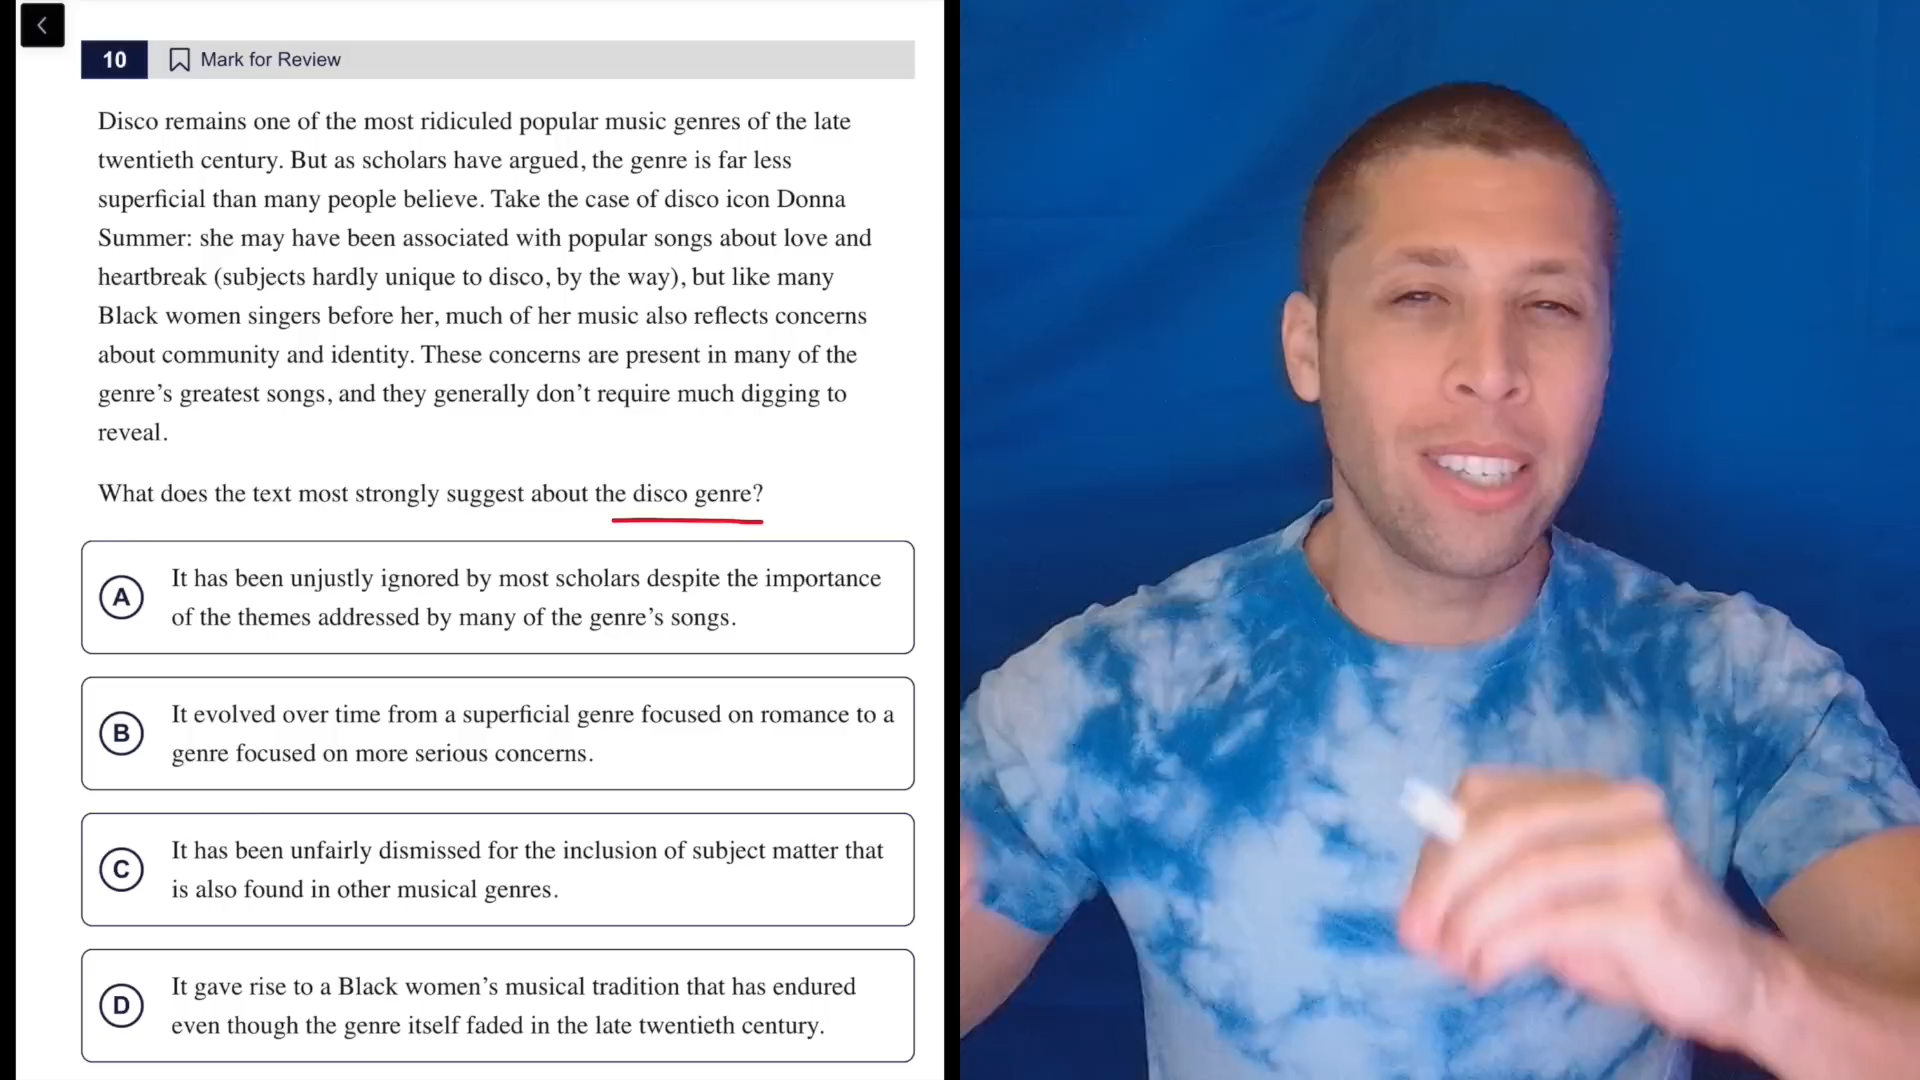 10 Mark for Review
Disco remains one of the most ridiculed popular music genres of the late
twentieth century. But as scholars have argued, the genre is far less
superficial than many people believe. Take the case of disco icon Donna
Summer: she may have been associated with popular songs about love and
heartbreak (subjects hardly unique to disco, by the way), but like many
Black women singers before her, much of her music also reflects concerns
about community and identity. These concerns are present in many of the
genre’s greatest songs, and they generally don’t require much digging to
reveal.
What does the text most strongly suggest about the disco genre?
A It has been unjustly ignored by most scholars despite the importance
of the themes addressed by many of the genre’s songs.
B It evolved over time from a superficial genre focused on romance to a
genre focused on more serious concerns.
C It has been unfairly dismissed for the inclusion of subject matter that
is also found in other musical genres.
D It gave rise to a Black women’s musical tradition that has endured
even though the genre itself faded in the late twentieth century.